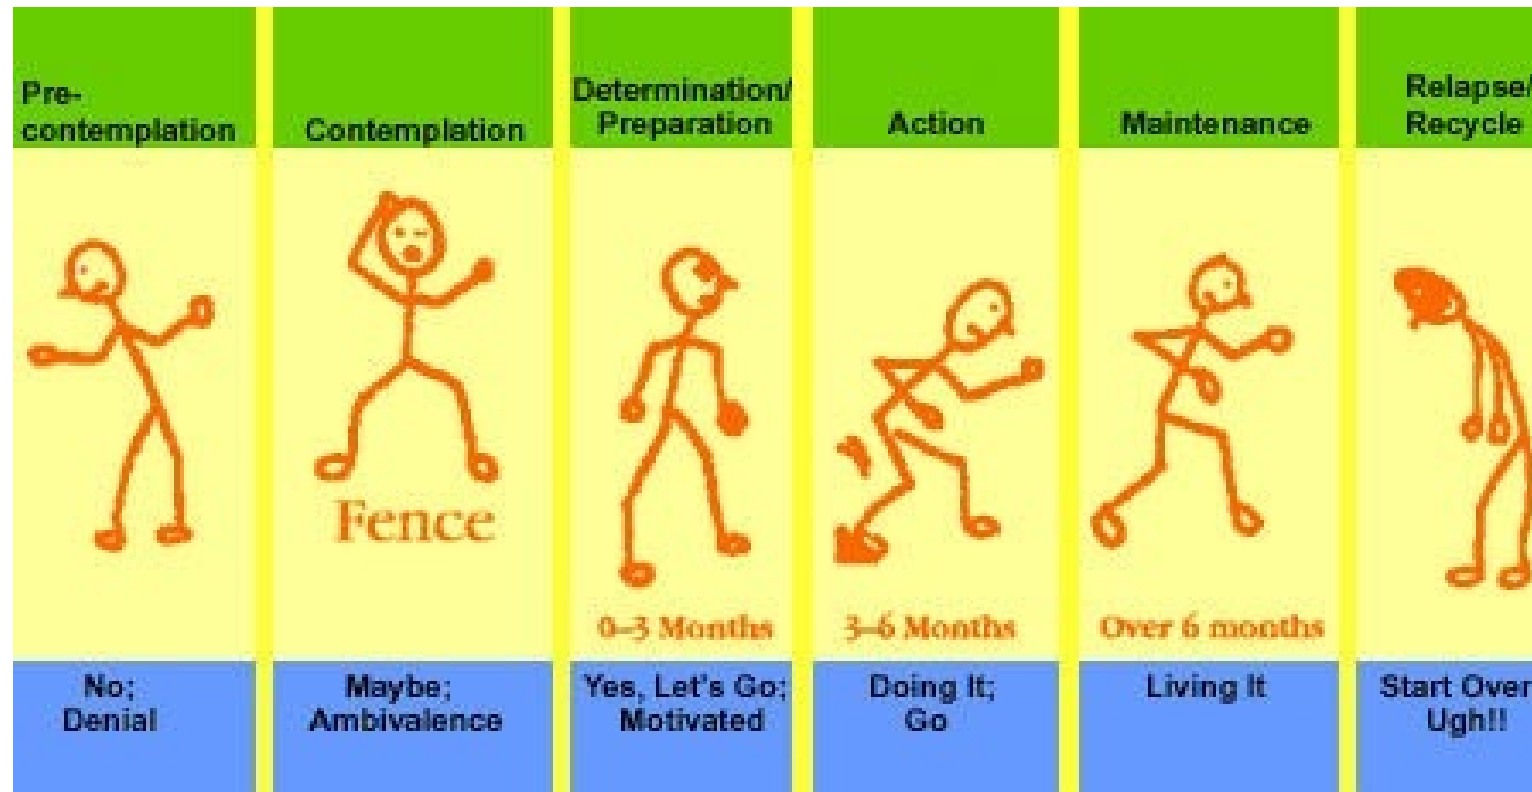 Pre-
contemplation
Contemplation
Determination/
Preparation
Action
Maintenance
Relapse/
Recycle
Fence
0–3 Months
3–6 Months
Over 6 months
No;
Denial
Maybe;
Ambivalence
Yes, Let's Go;
Motivated
Doing It;
Go
Living It
Start Over
Ugh!!